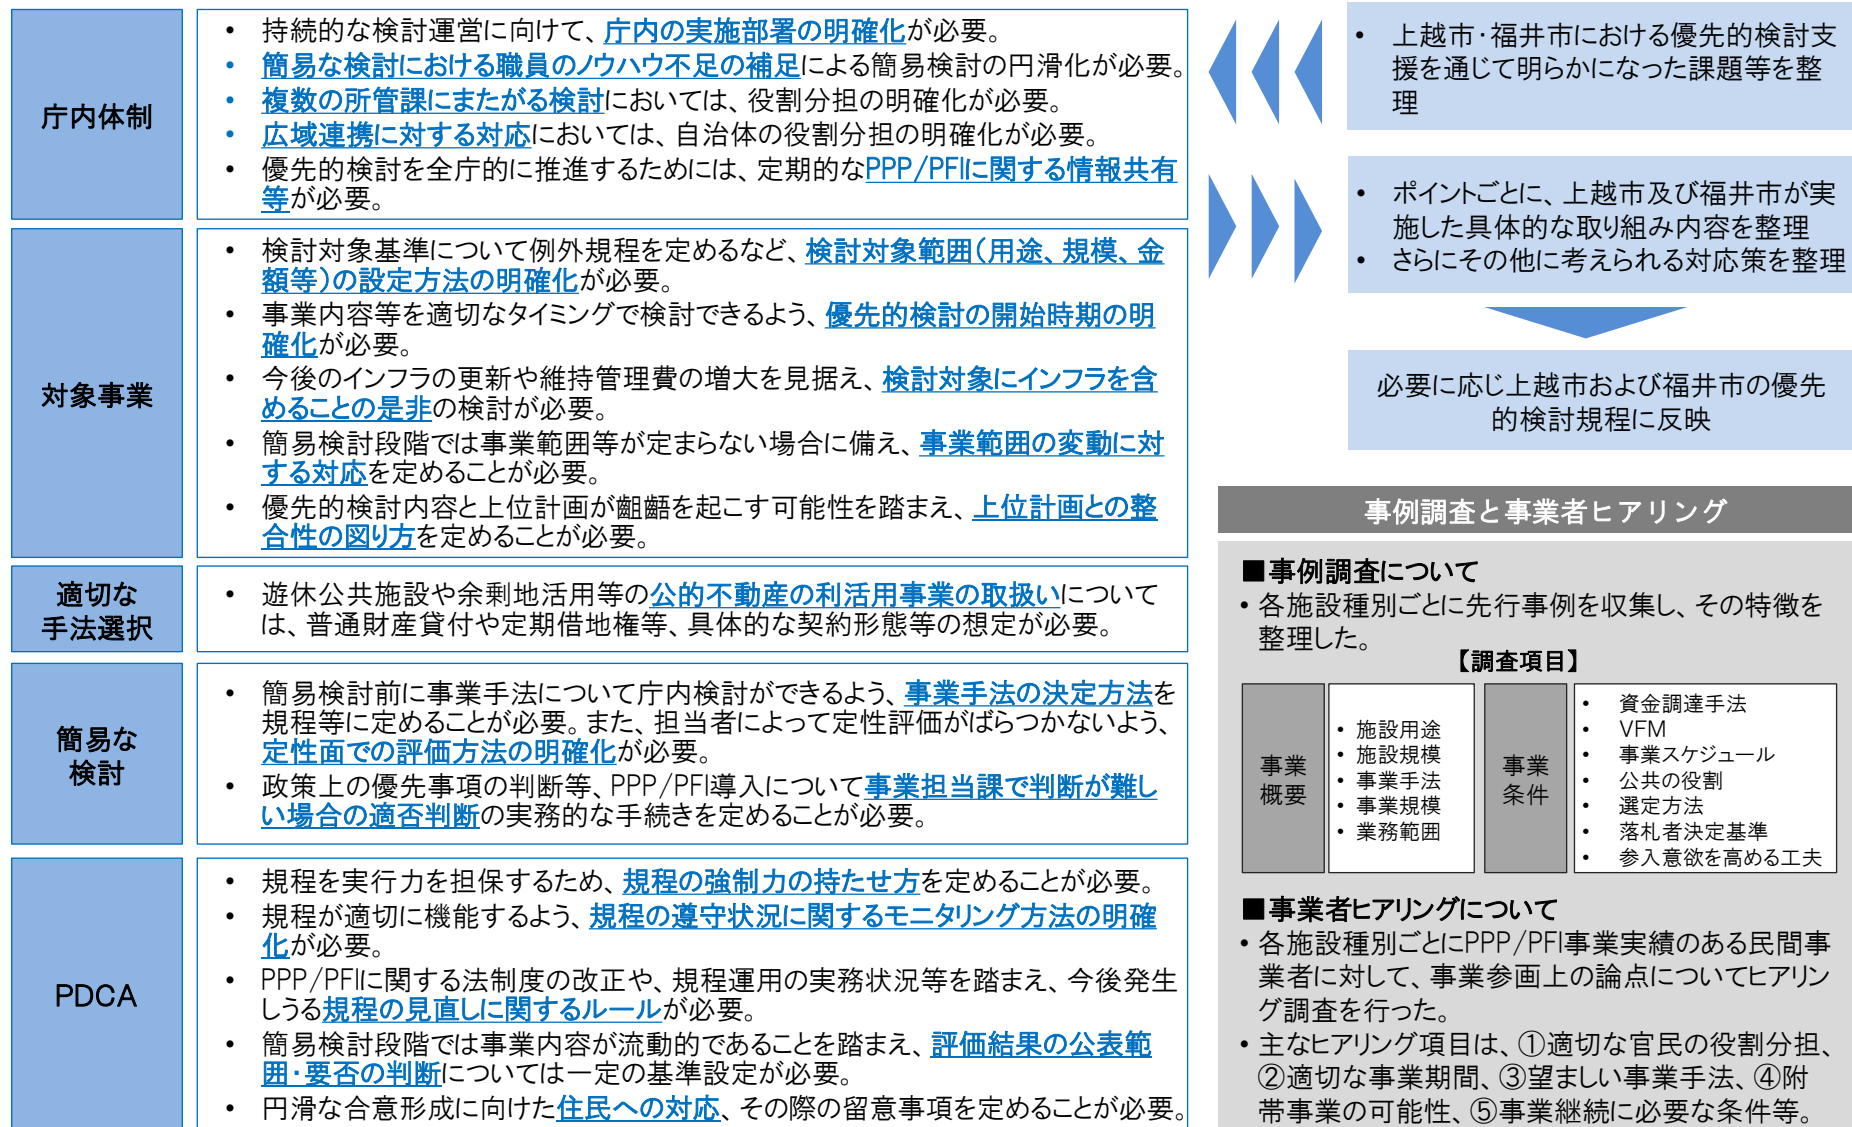 庁内体制
• 持続的な検討運営に向けて、庁内の実施部署の明確化が必要。
• 簡易な検討における職員のノウハウ不足の補足による簡易検討の円滑化が必要。
• 複数の所管課にまたがる検討においては、役割分担の明確化が必要。
• 広域連携に対する対応においては、自治体の役割分担の明確化が必要。
• 優先的検討を全庁的に推進するためには、定期的なPPP/PFIに関する情報共有
等が必要。
対象事業
• 検討対象基準について例外規程を定めるなど、検討対象範囲(用途、規模、金
額等)の設定方法の明確化が必要。
• 事業内容等を適切なタイミングで検討できるよう、優先的検討の開始時期の明
確化が必要。
• 今後のインフラの更新や維持管理費の増大を見据え、検討対象にインフラを含
めることの是非の検討が必要。
• 簡易検討段階では事業範囲等が定まらない場合に備え、事業範囲の変動に対
する対応を定めることが必要。
• 優先的検討内容と上位計画が齟齬を起こす可能性を踏まえ、上位計画との整
合性の図り方を定めることが必要。
適切な
手法選択
• 遊休公共施設や余剰地活用等の公的不動産の利活用事業の取扱いについて
は、普通財産貸付や定期借地権等、具体的な契約形態等の想定が必要。
簡易な
検討
• 簡易検討前に事業手法について庁内検討ができるよう、事業手法の決定方法を
規程等に定めることが必要。また、担当者によって定性評価がばらつかないよう、
定性面での評価方法の明確化が必要。
• 政策上の優先事項の判断等、PPP/PFI導入について事業担当課で判断が難し
い場合の適否判断の実務的な手続きを定めることが必要。
PDCA
• 規程を実行力を担保するため、規程の強制力の持たせ方を定めることが必要。
• 規程が適切に機能するよう、規程の遵守状況に関するモニタリング方法の明確
化が必要。
• PPP/PFIに関する法制度の改正や、規程運用の実務状況等を踏まえ、今後発生
しうる規程の見直しに関するルールが必要。
• 簡易検討段階では事業内容が流動的であることを踏まえ、評価結果の公表範
囲・要否の判断については一定の基準設定が必要。
• 円滑な合意形成に向けた住民への対応、その際の留意事項を定めることが必要。
• 上越市・福井市における優先的検討支
援を通じて明らかになった課題等を整
理
• ポイントごとに、上越市及び福井市が実
施した具体的な取り組み内容を整理
• さらにその他に考えられる対応策を整理
必要に応じ上越市および福井市の優先
的検討規程に反映
事例調査と事業者ヒアリング
■事例調査について
• 各施設種別ごとに先行事例を収集し、その特徴を
整理した。
【調査項目】
事業
概要
• 施設用途
• 施設規模
• 事業手法
• 事業規模
• 業務範囲
事業
条件
• 資金調達手法
• VFM
• 事業スケジュール
• 公共の役割
• 選定方法
• 落札者決定基準
• 参入意欲を高める工夫
■事業者ヒアリングについて
• 各施設種別ごとにPPP/PFI事業実績のある民間事
業者に対して、事業参画上の論点についてヒアリン
グ調査を行った。
• 主なヒアリング項目は、①適切な官民の役割分担、
②適切な事業期間、③望ましい事業手法、④附
帯事業の可能性、⑤事業継続に必要な条件等。